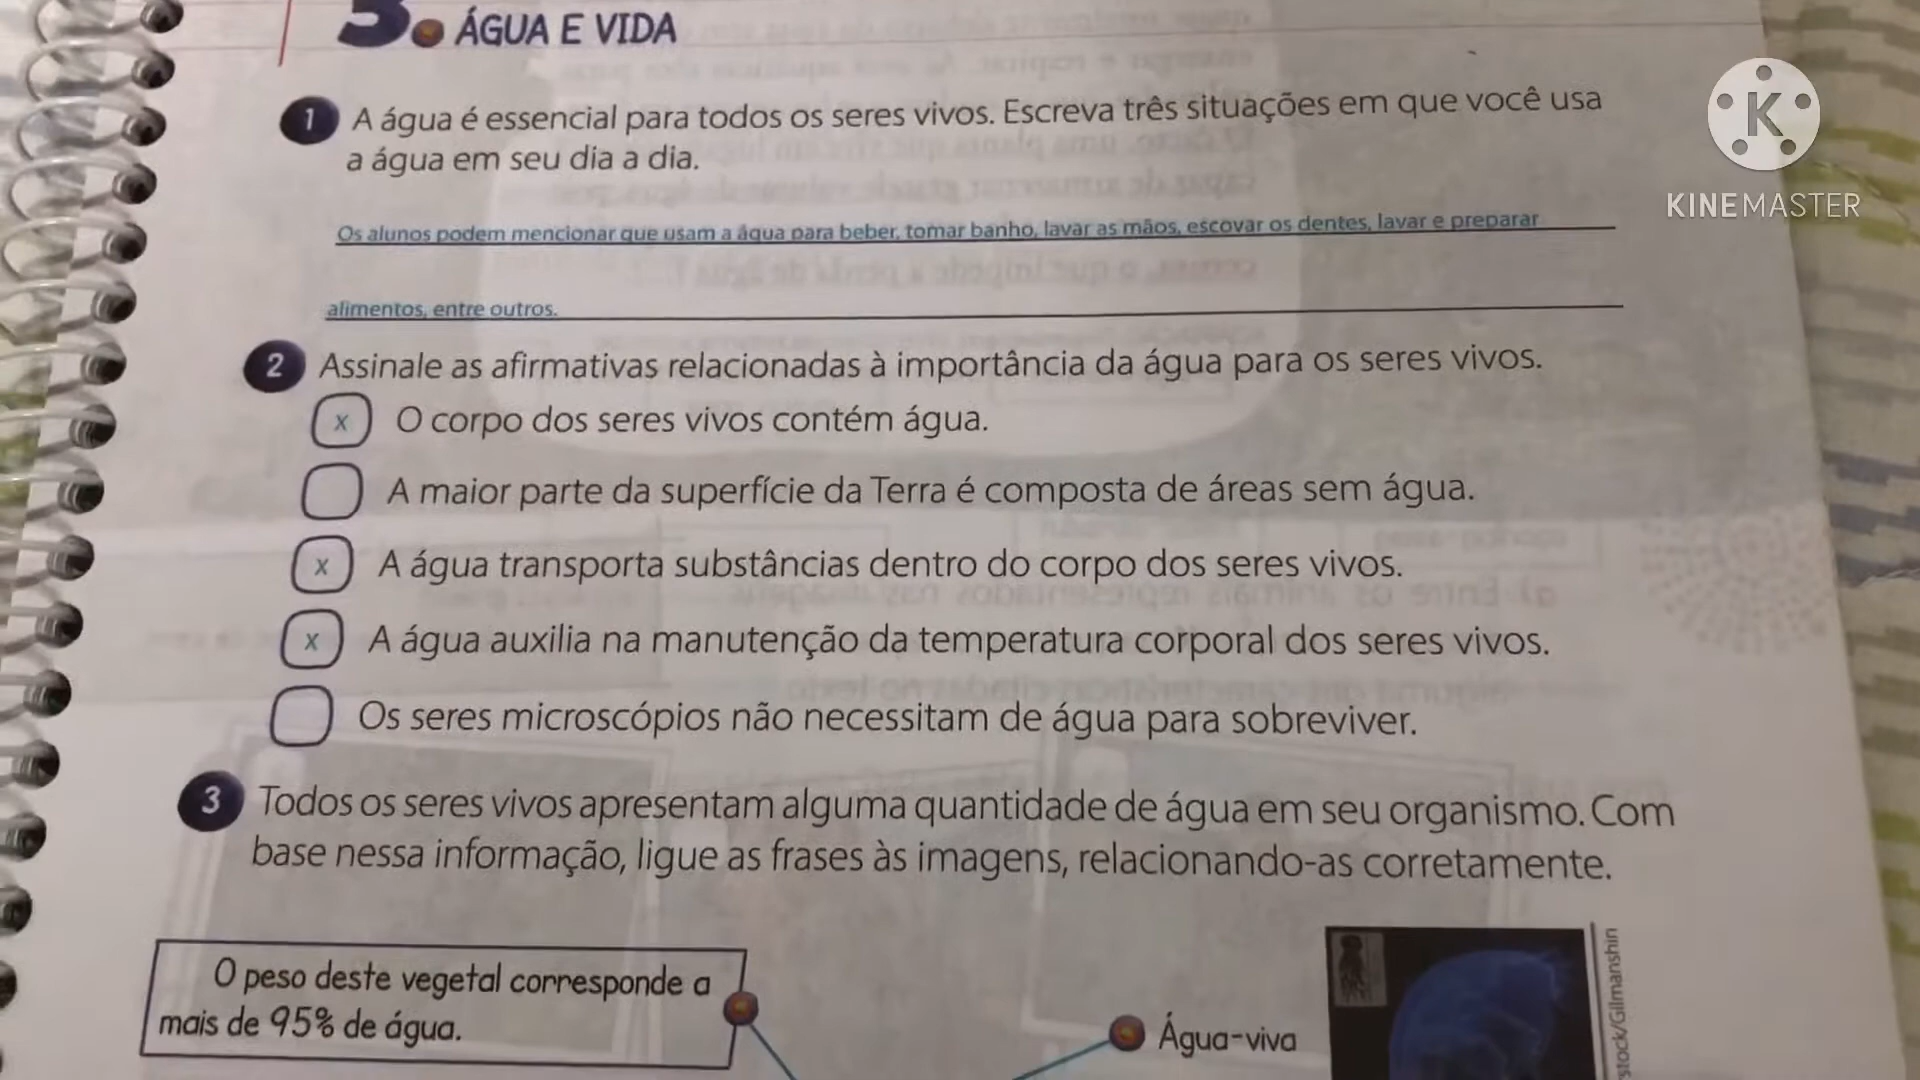 3. ÁGUA E VIDA
1 A água é essencial para todos os seres vivos. Escreva três situações em que você usa
a água em seu dia a dia.
Os alunos podem mencionar que usam a água para beber, tomar banho, lavar as mãos, escovar os dentes, lavar e preparar
alimentos, entre outros.
2 Assinale as afirmativas relacionadas à importância da água para os seres vivos.
x O corpo dos seres vivos contém água.
A maior parte da superfície da Terra é composta de áreas sem água.
x A água transporta substâncias dentro do corpo dos seres vivos.
x A água auxilia na manutenção da temperatura corporal dos seres vivos.
Os seres microscópios não necessitam de água para sobreviver.
3 Todos os seres vivos apresentam alguma quantidade de água em seu organismo. Com
base nessa informação, ligue as frases às imagens, relacionando-as corretamente.
O peso deste vegetal corresponde a
mais de 95% de água.
Água-viva
stock/Gilmanshin
K
KINEMASTER